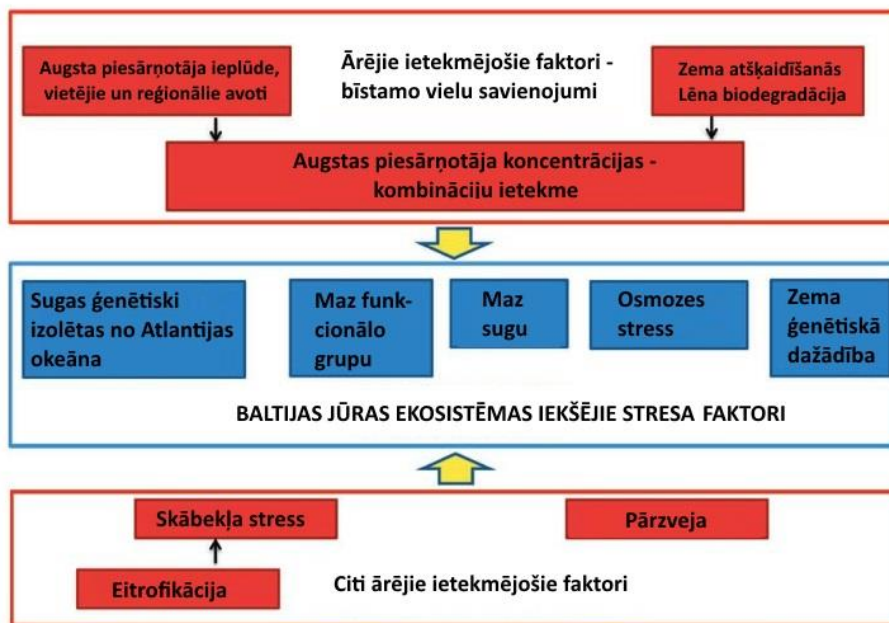 Augsta piesārņotāja ieplūde,
vietējie un reģionālie avoti
Ārējie ietekmējošie faktori -
bīstamo vielu savienojumi
Zema atšķaidīšanās
Lēna biodegradācija
Augstas piesārņotāja koncentrācijas -
kombināciju ietekme
Sugas ģenētiski
izolētas no Atlantijas
okeāna
Maz funk-
cionālo
grupu
Maz
sugu
Osmozes
stress
Zema
ģenētiskā
dažādība
BALTIJAS JŪRAS EKOSISTĒMAS IEKŠĒJIE STRESA FAKTORI
Skābekļa stress
Pārzveja
Eitrofikācija
Citi ārējie ietekmējošie faktori